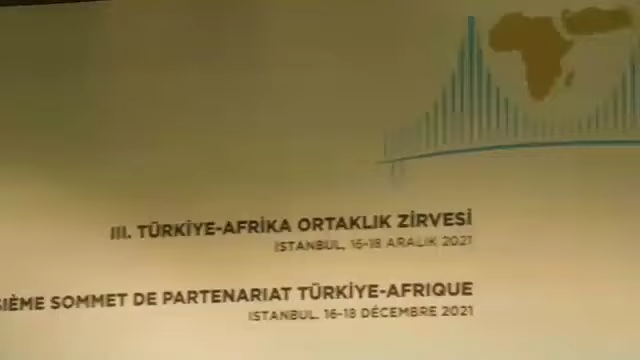 III. TÜRKİYE-AFRİKA ORTAKLIK ZİRVESİ
İSTANBUL, 16-18 ARALIK 2021
SIÈME SOMMET DE PARTENARIAT TÜRKİYE-AFRIQUE
İSTANBUL, 16-18 DÉCEMBRE 2021